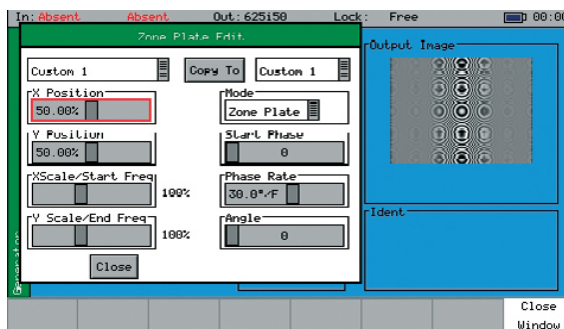 In: Absent Absent Out: 625i50 Lock: Free 00:00
Zone Plate Edit
Output Image
Custom 1 Copy To Custom 1
X Position Mode
50.00% Zone Plate
Y Position Start Phase
50.00% 0
XScale/Start Freq Phase Rate
100% 30.0°/F
Ident
Y Scale/End Freq Angle
100% 0
Close
Generator
Close
Window